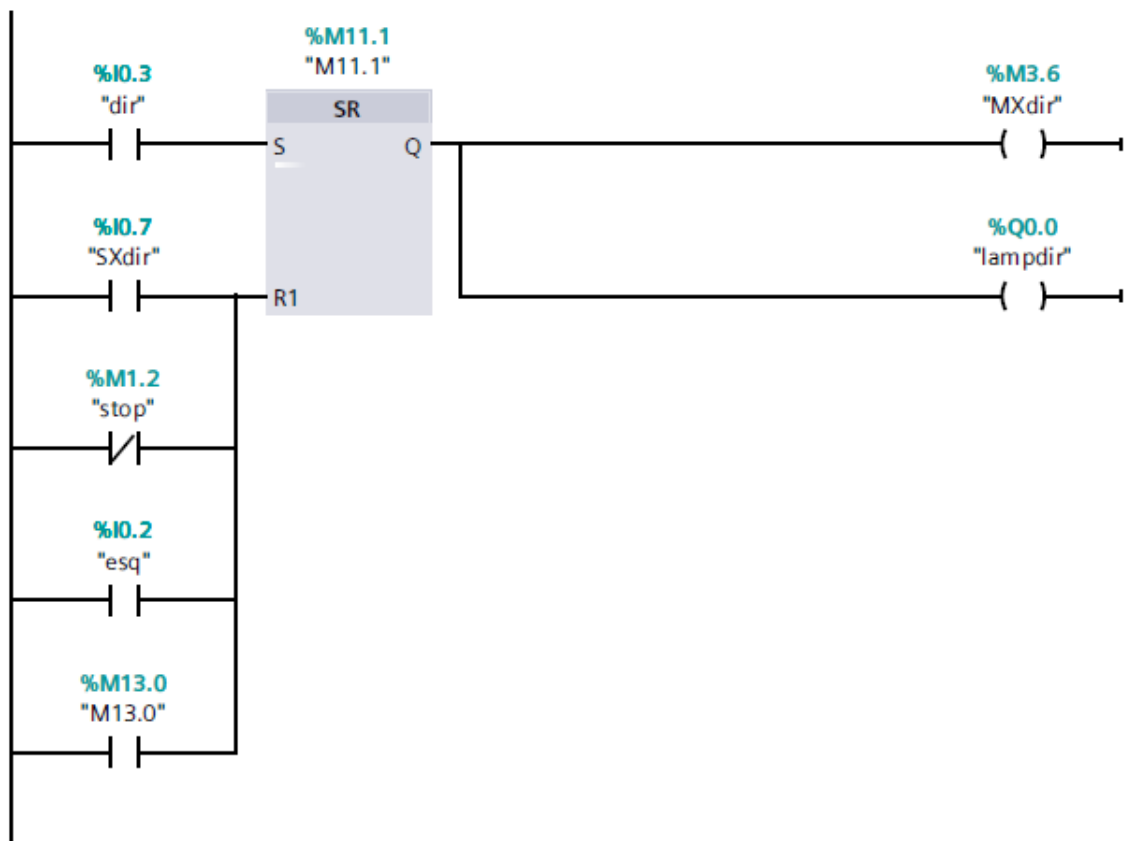 %M11.1
"M11.1"
%I0.3
"dir"
SR
S
Q
%M3.6
"MXdir"
%I0.7
"SXdir"
R1
%Q0.0
"lampdir"
%M1.2
"stop"
%I0.2
"esq"
%M13.0
"M13.0"